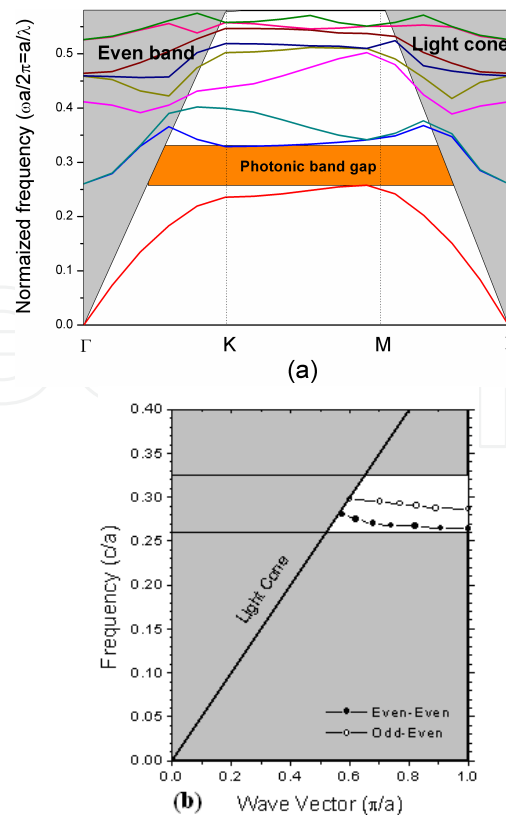 Normaized frequency (ωa/2π=a/λ)
0.5
0.4
0.3
0.2
0.1
0.0
Even band
Light cone
Photonic band gap
Γ
K
M
(a)
Frequency (c/a)
0.40
0.35
0.30
0.25
0.20
0.15
0.10
0.05
0.00
Light Cone
Even-Even
Odd-Even
0.0 0.2 0.4 0.6 0.8 1.0
(b) Wave Vector (π/a)